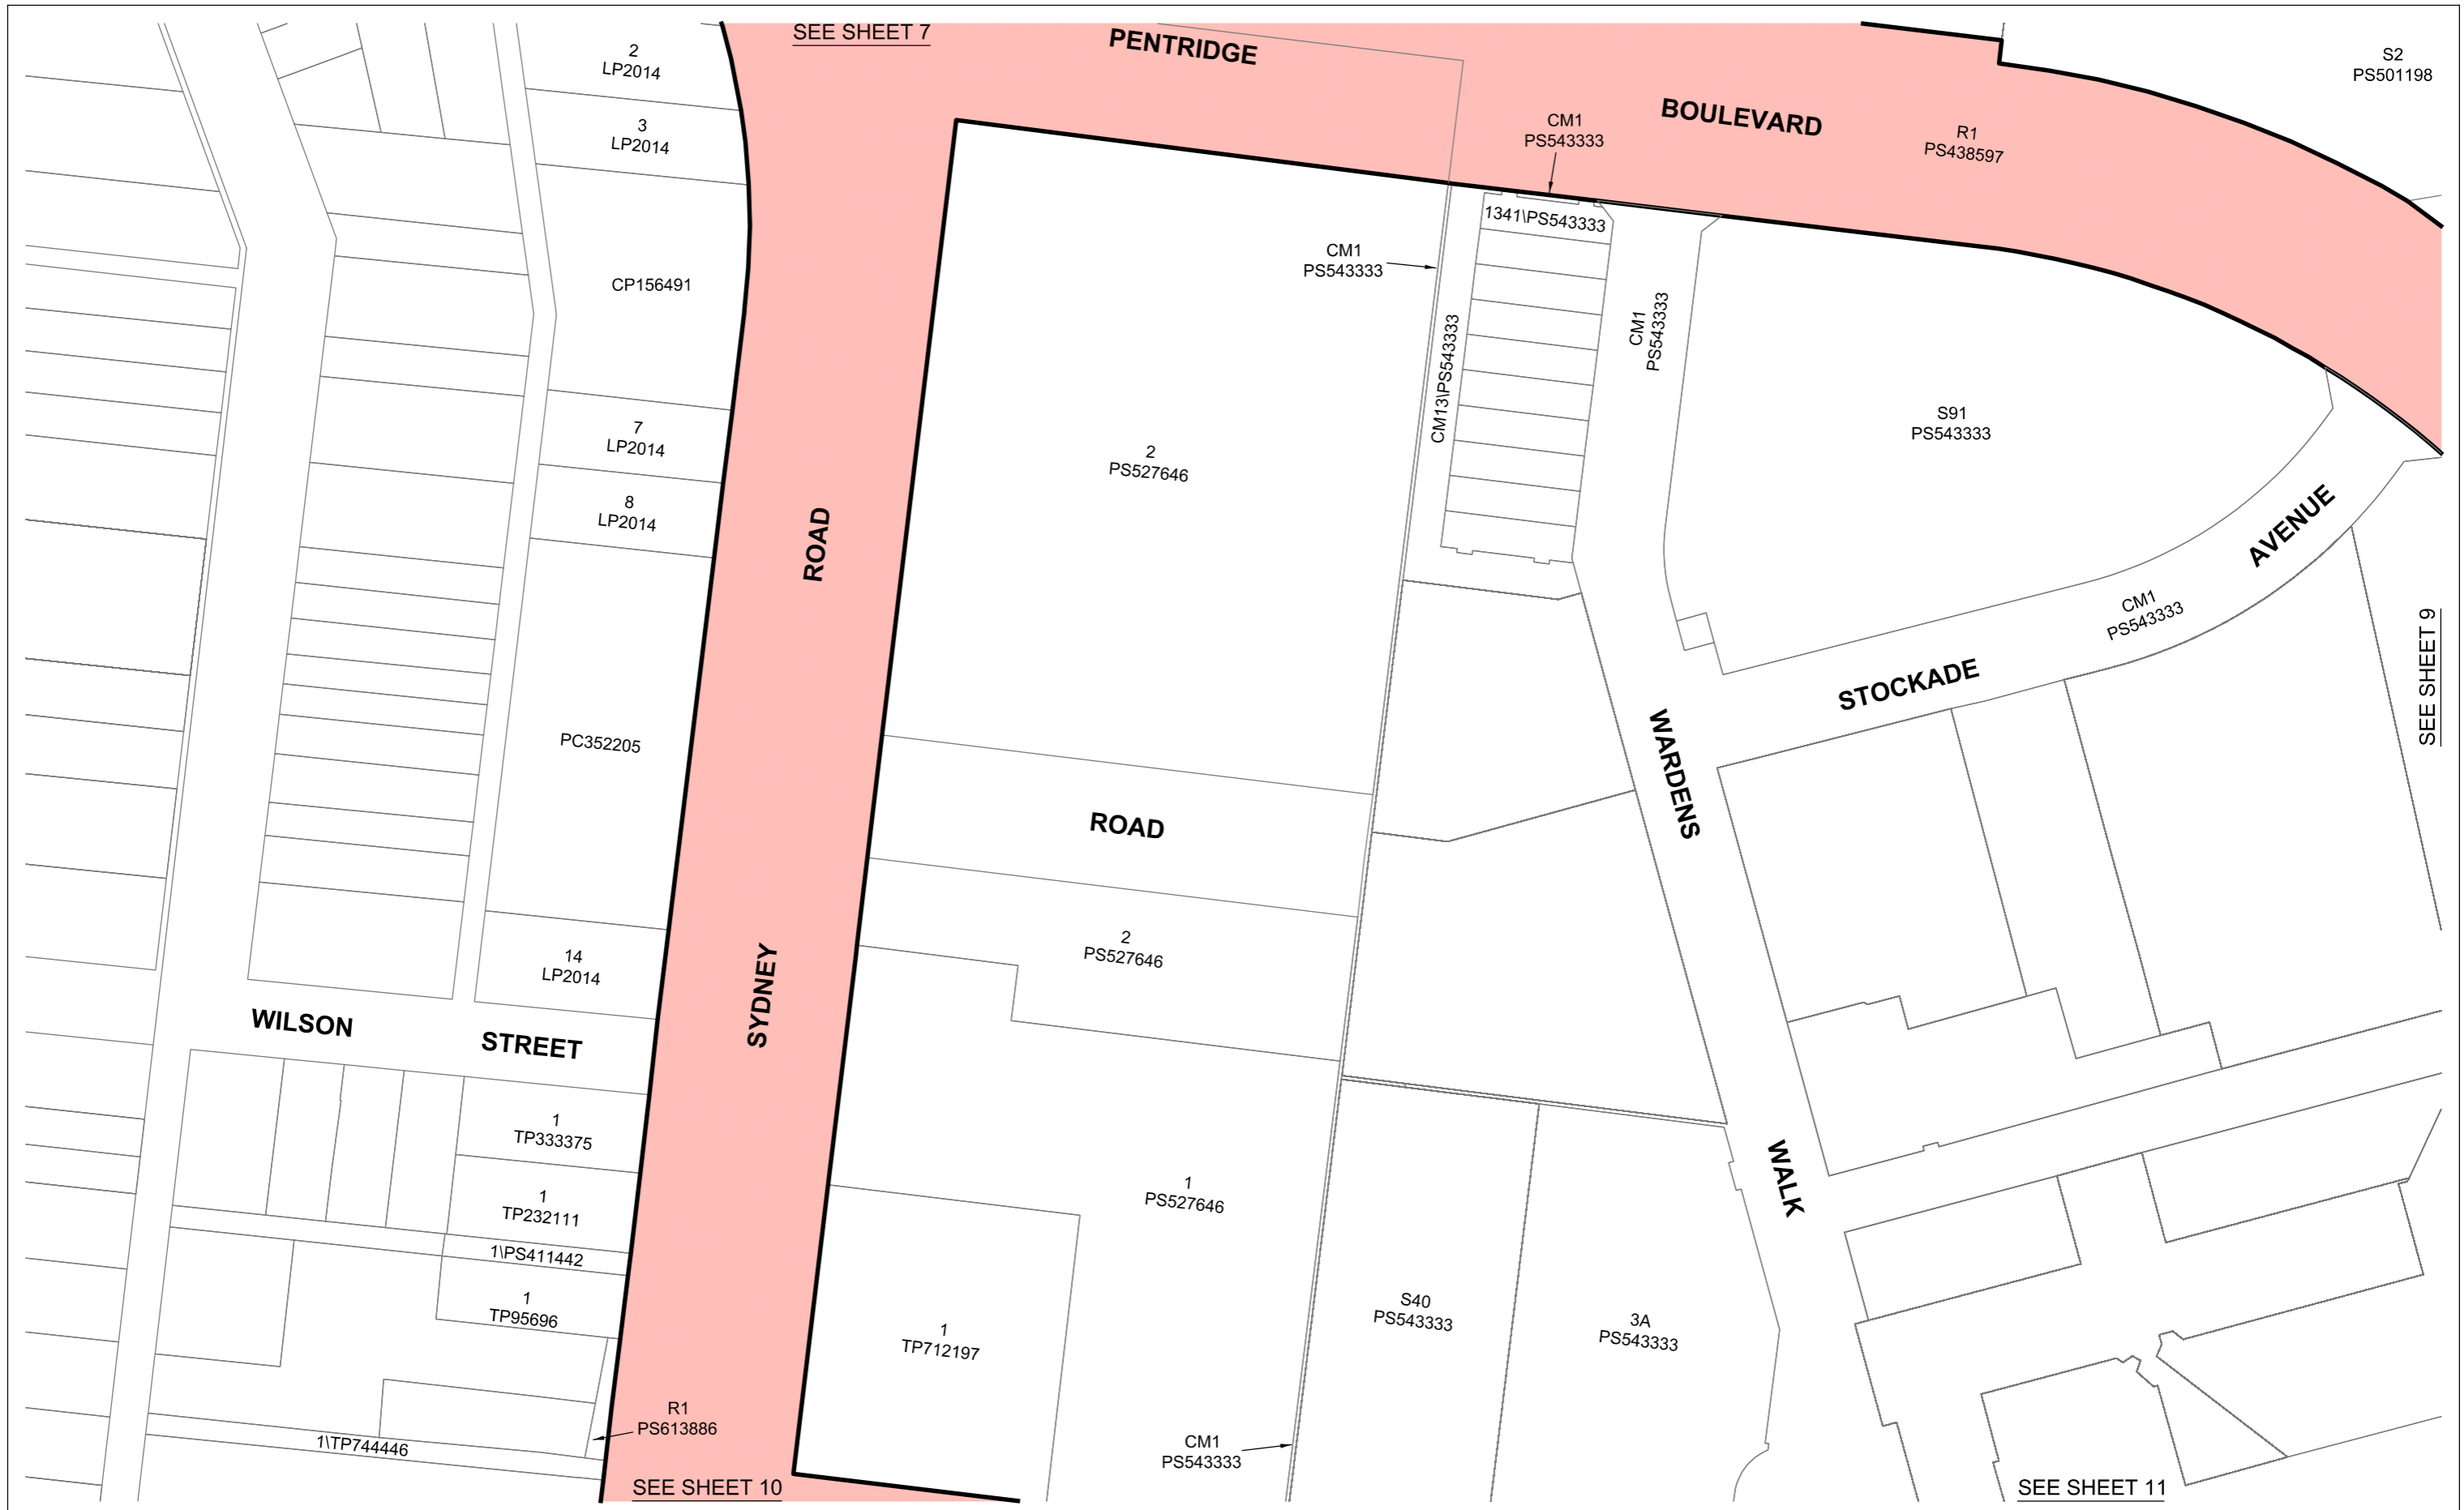 SEE SHEET 7
PENTRIDGE
BOULEVARD
S2
PS501198
2
LP2014
3
LP2014
CM1
PS543333
R1
PS438597
1341\PS543333
CP156491
CM1
PS543333
CM13\PS543333
CM1
PS543333
7
LP2014
2
PS527646
S91
PS543333
8
LP2014
ROAD
AVENUE
CM1
PS543333
SEE SHEET 9
STOCKADE
PC352205
WARDENS
ROAD
14
LP2014
2
PS527646
SYDNEY
WILSON
STREET
1
TP333375
1
TP232111
1\PS411442
1
TP95696
1
PS527646
WALK
1
TP712197
S40
PS543333
3A
PS543333
R1
PS613886
1\TP744446
CM1
PS543333
SEE SHEET 10
SEE SHEET 11